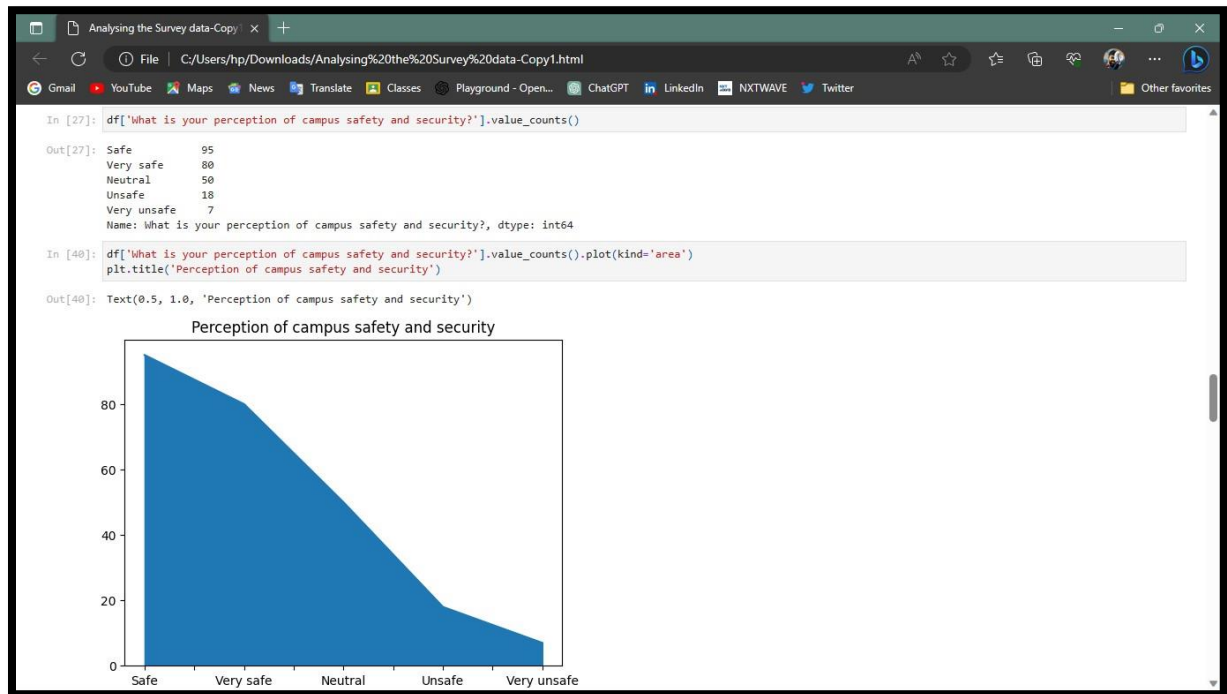 Analysing the Survey data-Copy1
File | C:/Users/hp/Downloads/Analysing%20the%20Survey%20data-Copy1.html
Gmail YouTube Maps News Translate Classes Playground - Open... ChatGPT LinkedIn NXTWAVE Twitter Other favorites
In [27]: df['What is your perception of campus safety and security?'].value_counts()
Out[27]: Safe 95
Very safe 80
Neutral 50
Unsafe 18
Very unsafe 7
Name: What is your perception of campus safety and security?, dtype: int64
In [40]: df['What is your perception of campus safety and security?'].value_counts().plot(kind='area')
plt.title('Perception of campus safety and security')
Out[40]: Text(0.5, 1.0, 'Perception of campus safety and security')
Perception of campus safety and security
80
60
40
20
0
Safe Very safe Neutral Unsafe Very unsafe